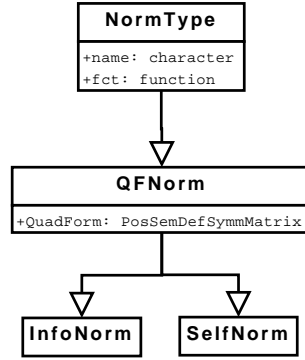 NormType
+name: character
+fct: function
QFNorm
+QuadForm: PosSemDefSymmMatrix
InfoNorm
SelfNorm